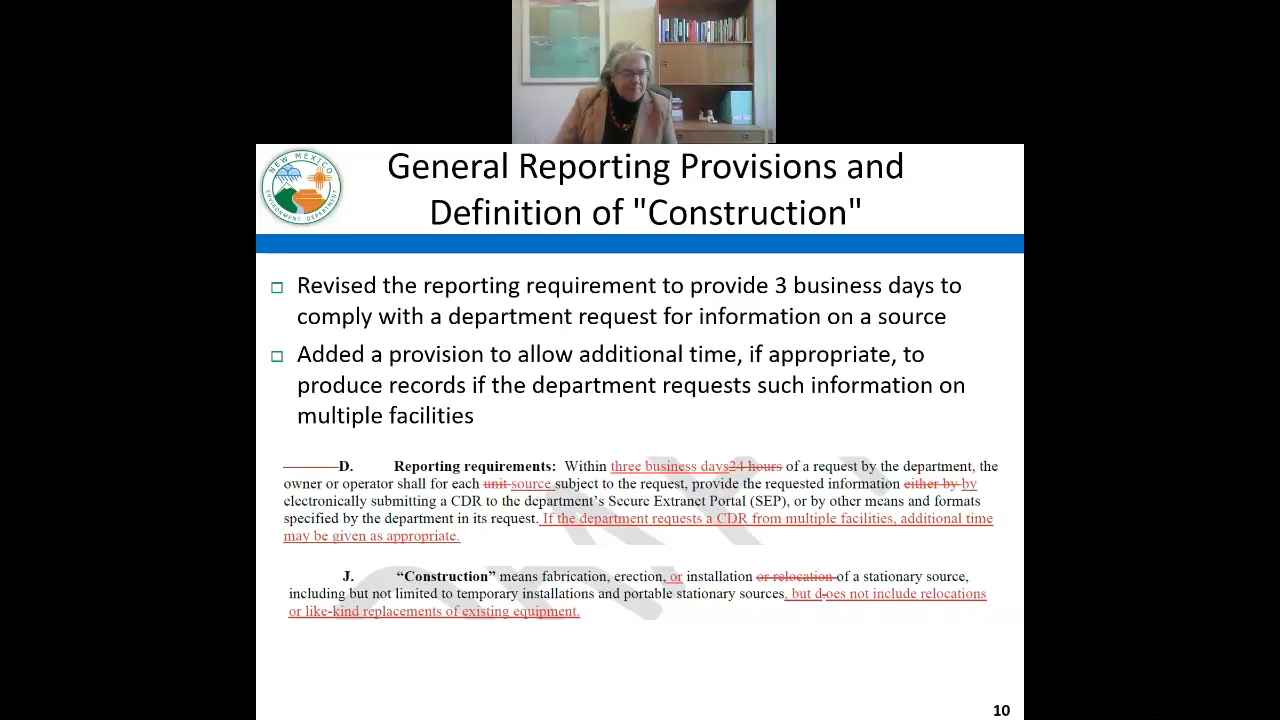 NEW MEXICO
ENVIRONMENT DEPARTMENT
General Reporting Provisions and
Definition of "Construction"
Revised the reporting requirement to provide 3 business days to
comply with a department request for information on a source
Added a provision to allow additional time, if appropriate, to
produce records if the department requests such information on
multiple facilities
D. Reporting requirements: Within three business days24 hours of a request by the department, the
owner or operator shall for each unit source subject to the request, provide the requested information either by by
electronically submitting a CDR to the department's Secure Extranet Portal (SEP), or by other means and formats
specified by the department in its request. If the department requests a CDR from multiple facilities, additional time
may be given as appropriate.
J. “Construction” means fabrication, erection, or installation or relocation of a stationary source,
including but not limited to temporary installations and portable stationary sources, but d.oes not include relocations
or like-kind replacements of existing equipment.
10